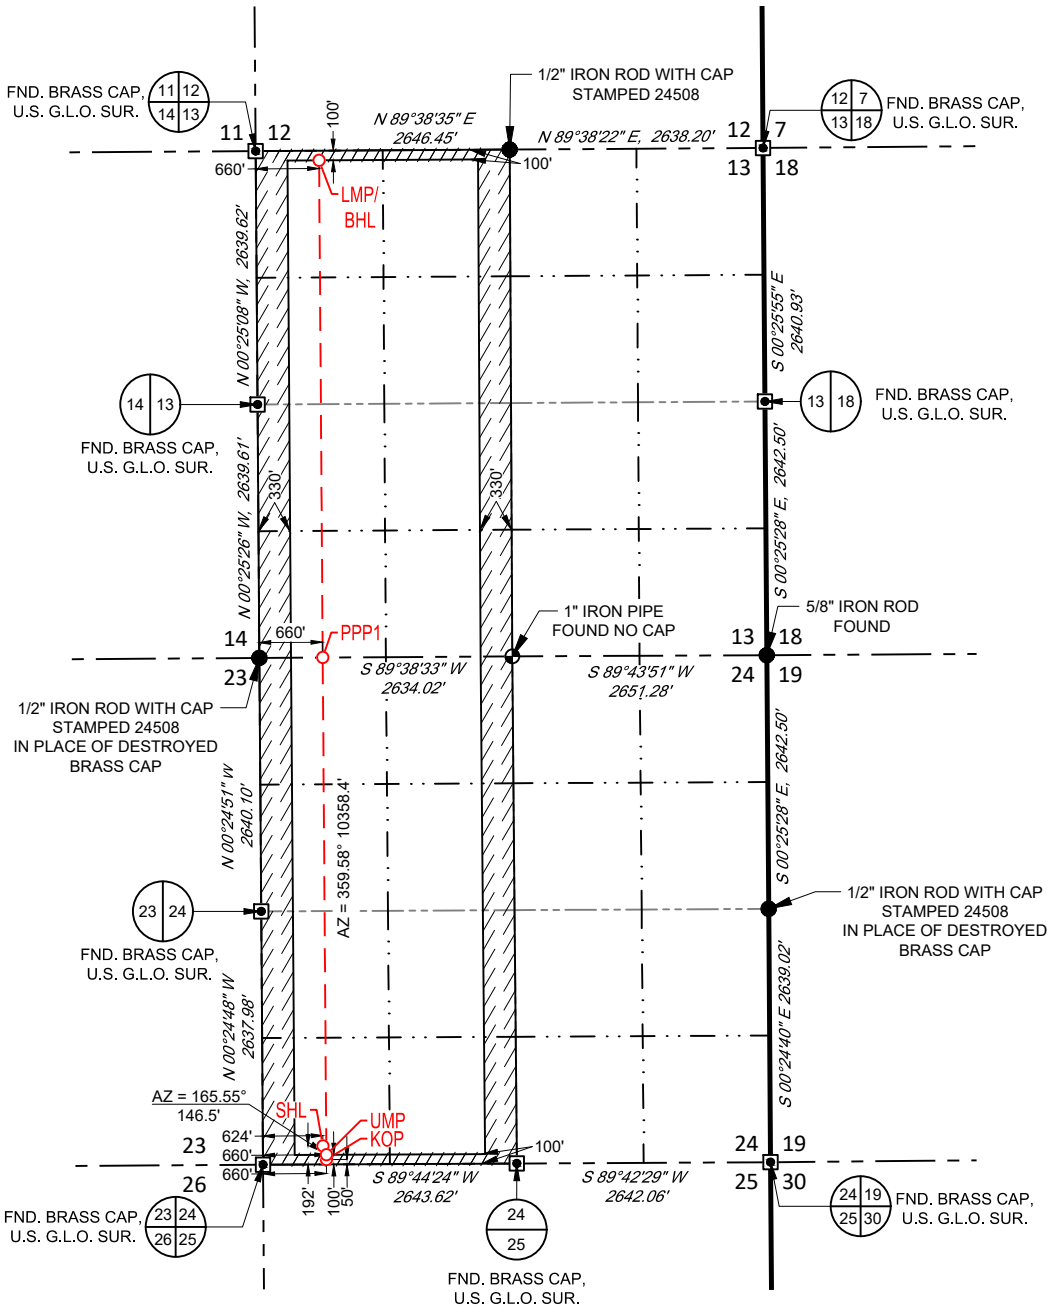 1/2" IRON ROD WITH CAP
STAMPED 24508
FND. BRASS CAP,
U.S. G.L.O. SUR.
11 12
14 13
12 7
13 18
FND. BRASS CAP,
U.S. G.L.O. SUR.
11 12
100'
N 89°38'35" E
2646.45'
N 89°38'22" E, 2638.20'
12 7
13 18
660'
100'
LMP/
BHL
N 00°25'08" W, 2639.62'
S 00°25'55" E
2640.93'
14 13
FND. BRASS CAP,
U.S. G.L.O. SUR.
13 18
FND. BRASS CAP,
U.S. G.L.O. SUR.
N 00°25'26" W, 2639.61'
330'
330'
S 00°25'28" E, 2642.50'
14
23
660'
PPP1
1" IRON PIPE
FOUND NO CAP
5/8" IRON ROD
FOUND
13 18
24 19
S 89°38'33" W
2634.02'
S 89°43'51" W
2651.28'
1/2" IRON ROD WITH CAP
STAMPED 24508
IN PLACE OF DESTROYED
BRASS CAP
N 00°24'51" W
2640.10'
AZ = 359.58° 10358.4'
S 00°25'28" E, 2642.50'
23 24
FND. BRASS CAP,
U.S. G.L.O. SUR.
1/2" IRON ROD WITH CAP
STAMPED 24508
IN PLACE OF DESTROYED
BRASS CAP
N 00°24'48" W
2637.98'
S 00°24'40" E 2639.02'
AZ = 165.55°
146.5'
SHL
UMP
KOP
624'
660'
660'
100'
23
26
24 19
25 30
192'
100'
50'
S 89°44'24" W
2643.62'
S 89°42'29" W
2642.06'
FND. BRASS CAP,
U.S. G.L.O. SUR.
23 24
26 25
24
25
FND. BRASS CAP,
U.S. G.L.O. SUR.
24 19
25 30
FND. BRASS CAP,
U.S. G.L.O. SUR.